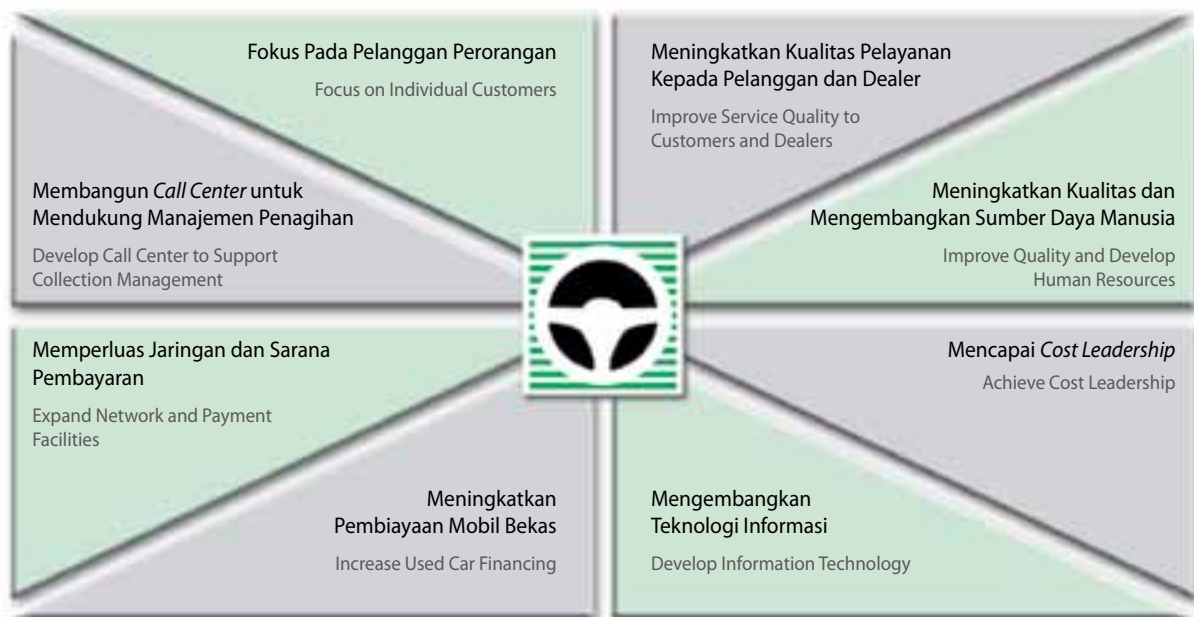 Fokus Pada Pelanggan Perorangan
Focus on Individual Customers
Meningkatkan Kualitas Pelayanan
Kepada Pelanggan dan Dealer
Improve Service Quality to
Customers and Dealers
Membangun Call Center untuk
Mendukung Manajemen Penagihan
Develop Call Center to Support
Collection Management
Meningkatkan Kualitas dan
Mengembangkan Sumber Daya Manusia
Improve Quality and Develop
Human Resources
Memperluas Jaringan dan Sarana
Pembayaran
Expand Network and Payment
Facilities
Mencapai Cost Leadership
Achieve Cost Leadership
Meningkatkan
Pembiayaan Mobil Bekas
Increase Used Car Financing
Mengembangkan
Teknologi Informasi
Develop Information Technology